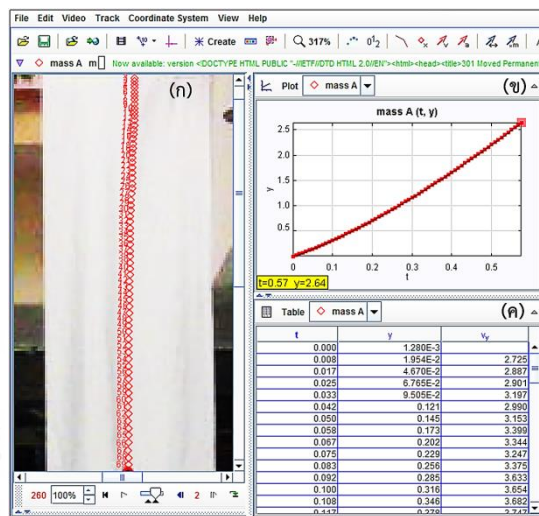 File Edit Video Track Coordinate System View Help
Create 317%
mass A m Now available: version <DOCTYPE HTML PUBLIC "-//IETF//DTD HTML 2.0//EN"><html><head><title>301 Moved Permanent
(ก)
Plot mass A (ข)
mass A (t, y)
2.5
2.0
1.5
1.0
0.5
y
0 0.1 0.2 0.3 0.4 0.5
t
t=0.57 y=2.64
Table mass A (ค)
t y vy
0.000 1.280E-3
0.008 1.954E-2 2.725
0.017 4.670E-2 2.887
0.025 6.765E-2 2.901
0.033 9.505E-2 3.197
0.042 0.121 2.990
0.050 0.145 3.153
0.058 0.173 3.399
0.067 0.202 3.344
0.075 0.229 3.247
0.083 0.256 3.375
0.092 0.285 3.633
0.100 0.316 3.654
0.108 0.346 3.682
0.117 0.378 3.747
260 100% 2